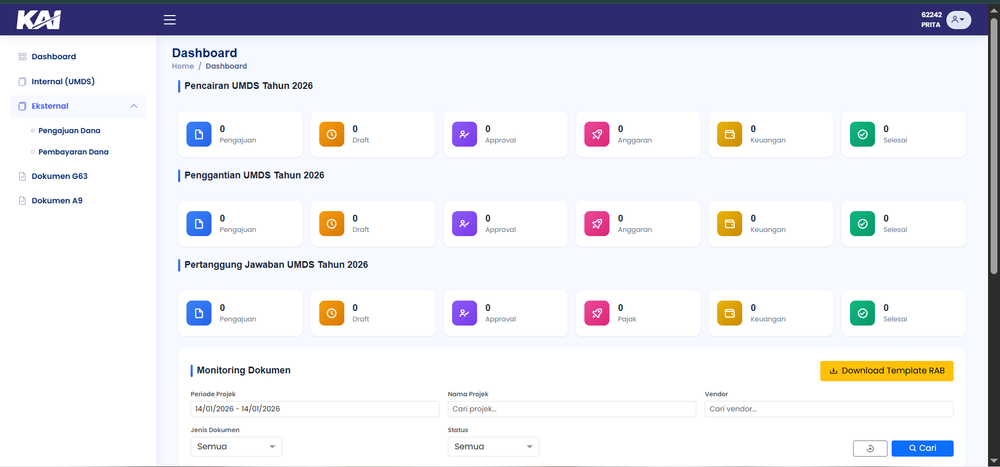 KAI
62242
PRITA
Dashboard
Internal (UMDS)
Eksternal
Pengajuan Dana
Pembayaran Dana
Dokumen G63
Dokumen A9
Dashboard
Home / Dashboard
Pencairan UMDS Tahun 2026
0
Pengajuan
0
Draft
0
Approval
0
Anggaran
0
Keuangan
0
Selesai
Penggantian UMDS Tahun 2026
0
Pengajuan
0
Draft
0
Approval
0
Anggaran
0
Keuangan
0
Selesai
Pertanggung Jawaban UMDS Tahun 2026
0
Pengajuan
0
Draft
0
Approval
0
Pajak
0
Keuangan
0
Selesai
Monitoring Dokumen
Download Template RAB
Periode Projek
14/01/2026 - 14/01/2026
Nama Projek
Cari projek...
Vendor
Cari vendor...
Jenis Dokumen
Semua
Status
Semua
Cari